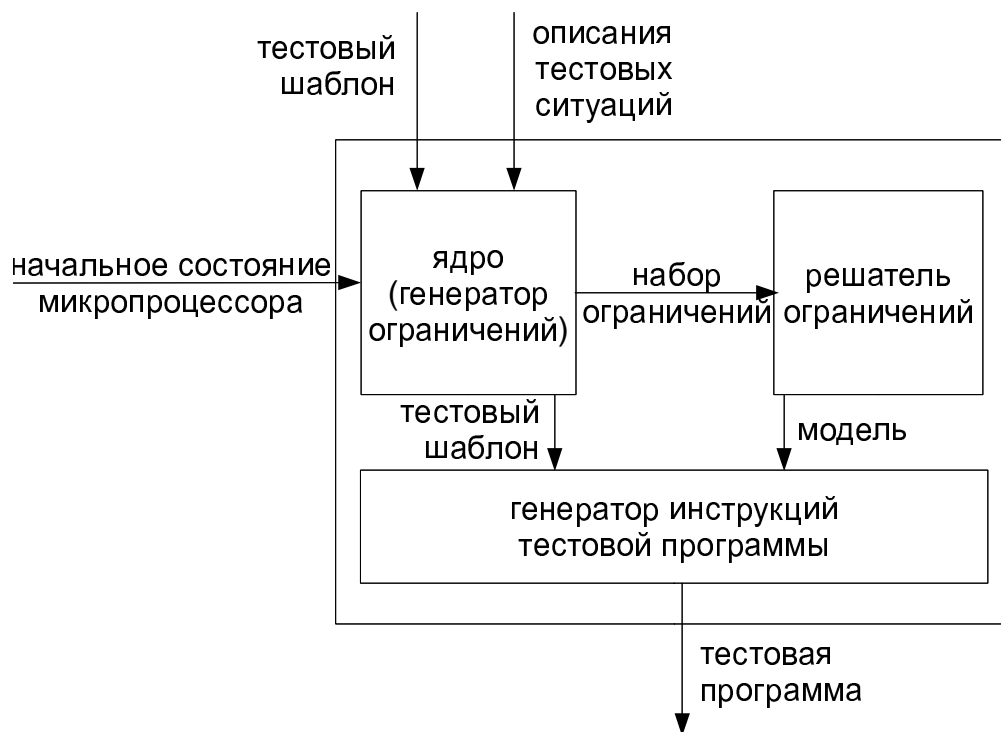 тестовый
шаблон
описания
тестовых
ситуаций
начальное состояние
микропроцессора
ядро
(генератор
ограничений)
набор
ограничений
решатель
ограничений
тестовый
шаблон
модель
генератор инструкций
тестовой программы
тестовая
программа